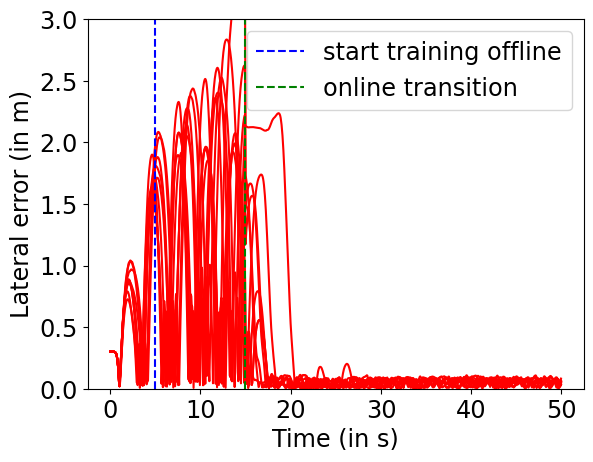 3.0
2.5
2.0
1.5
1.0
0.5
0.0
Lateral error (in m)
start training offline
online transition
0 10 20 30 40 50
Time (in s)